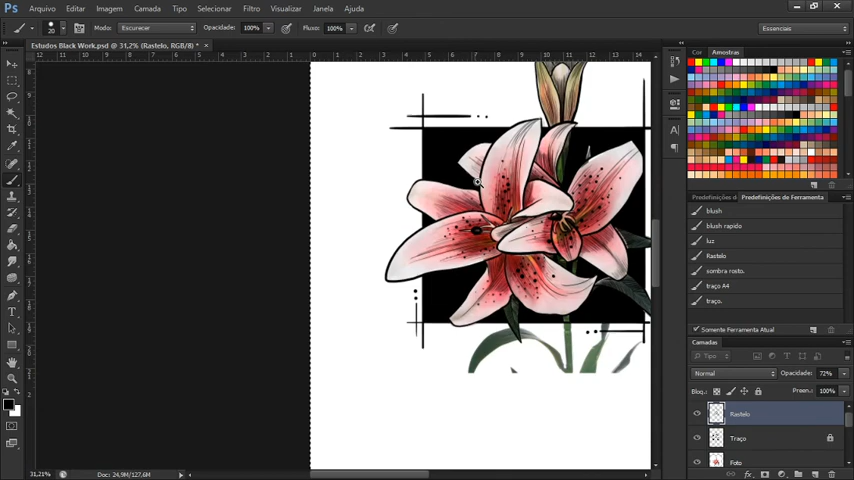 Ps Arquivo Editar Imagem Camada Tipo Selecionar Filtro Visualizar Janela Ajuda
20 Modo: Escurecer Opacidade: 100% Fluxo: 100% Essenciais
Estudos Black Work.psd @ 31,2% (Rastelo, RGB/8) * ×
Cor Amostras
Predefinições d Predefinições de Ferramenta
blush
blush rapido
luz
Rastelo
sombra rosto.
traço A4
traço.
Somente Ferramenta Atual
Camadas
Tipo
Normal Opacidade: 72%
Bloq.: Preen.: 100%
Rastelo
Traço
Foto
31,21% Doc: 24,9M/127,6M